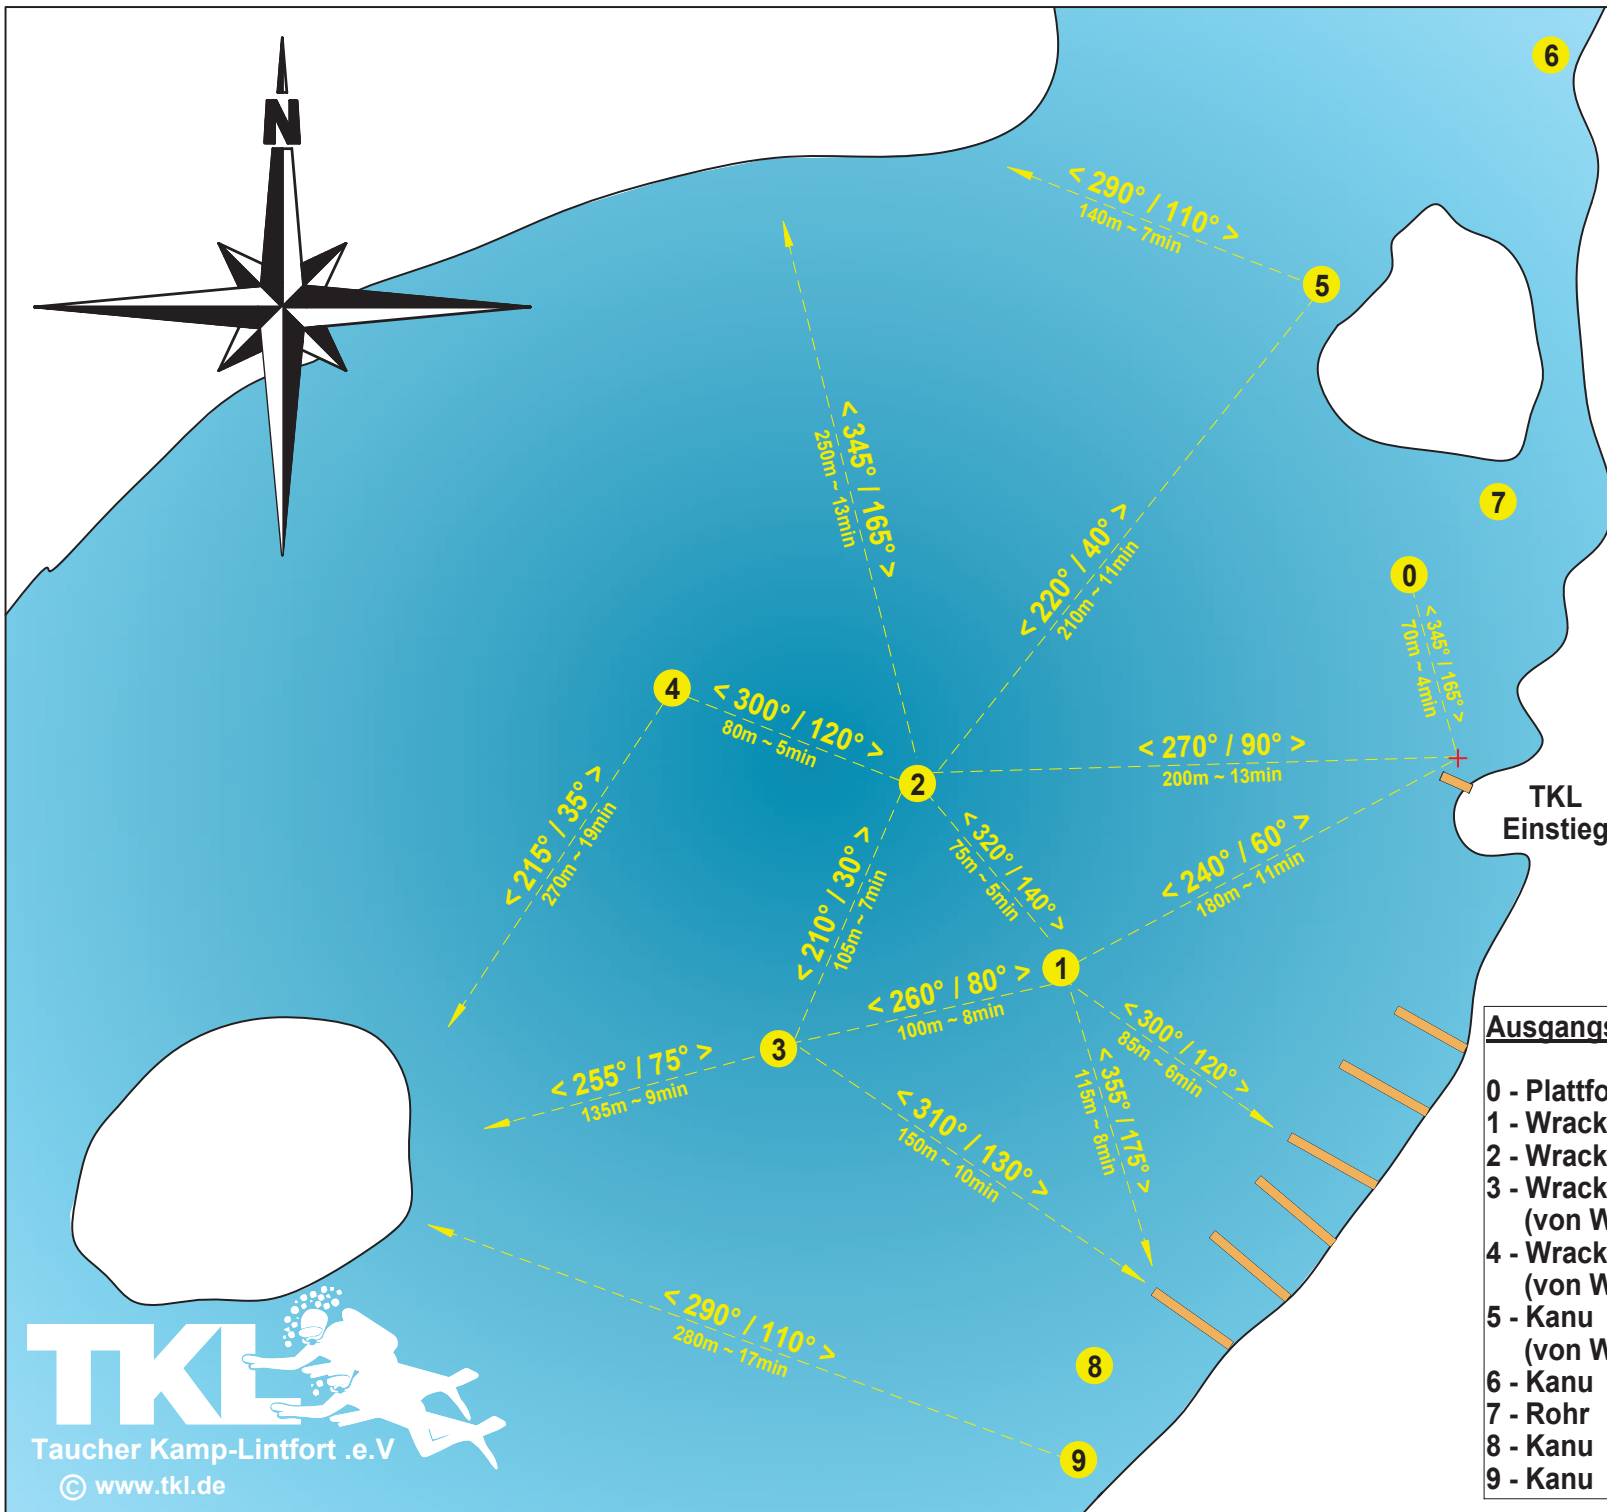 N
6
< 290° / 110° >
140m ~ 7min
5
< 345° / 165° >
250m ~ 13min
7
< 220° / 40° >
210m ~ 11min
0
< 345° / 165° >
70m ~ 4min
4
< 300° / 120° >
80m ~ 5min
2
< 270° / 90° >
200m ~ 13min
TKL
Einstieg
< 215° / 35° >
270m ~ 19min
< 210° / 30° >
105m ~ 7min
< 320° / 140° >
75m ~ 5min
< 240° / 60° >
180m ~ 11min
1
< 260° / 80° >
100m ~ 8min
3
< 255° / 75° >
135m ~ 9min
< 300° / 120° >
85m ~ 6min
< 355° / 175° >
115m ~ 8min
< 310° / 130° >
150m ~ 10min
< 290° / 110° >
280m ~ 17min
8
9
Ausgangs
0 - Plattfo
1 - Wrack
2 - Wrack
3 - Wrack
(von W
4 - Wrack
(von W
5 - Kanu
(von W
6 - Kanu
7 - Rohr
8 - Kanu
9 - Kanu
TKL
Taucher Kamp-Lintfort .e.V
© www.tkl.de